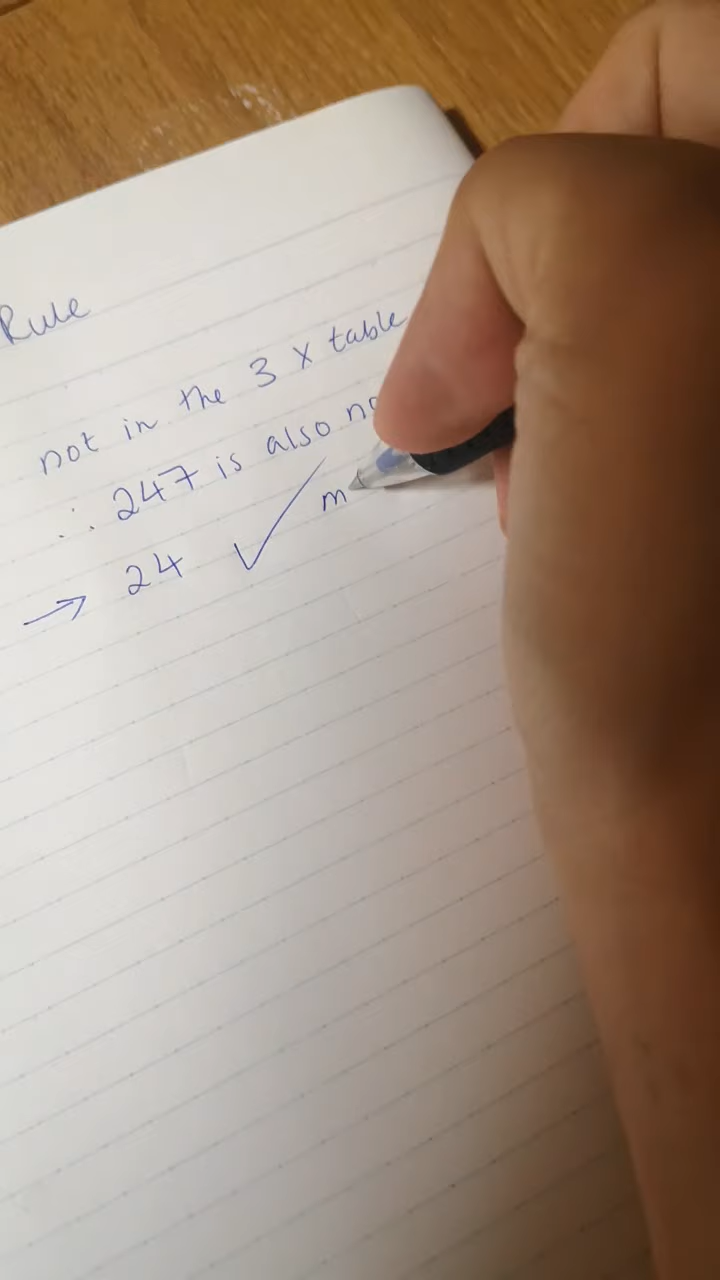 Rule
not in the 3 x table
∴ 247 is also no
→ 24 ✓ m